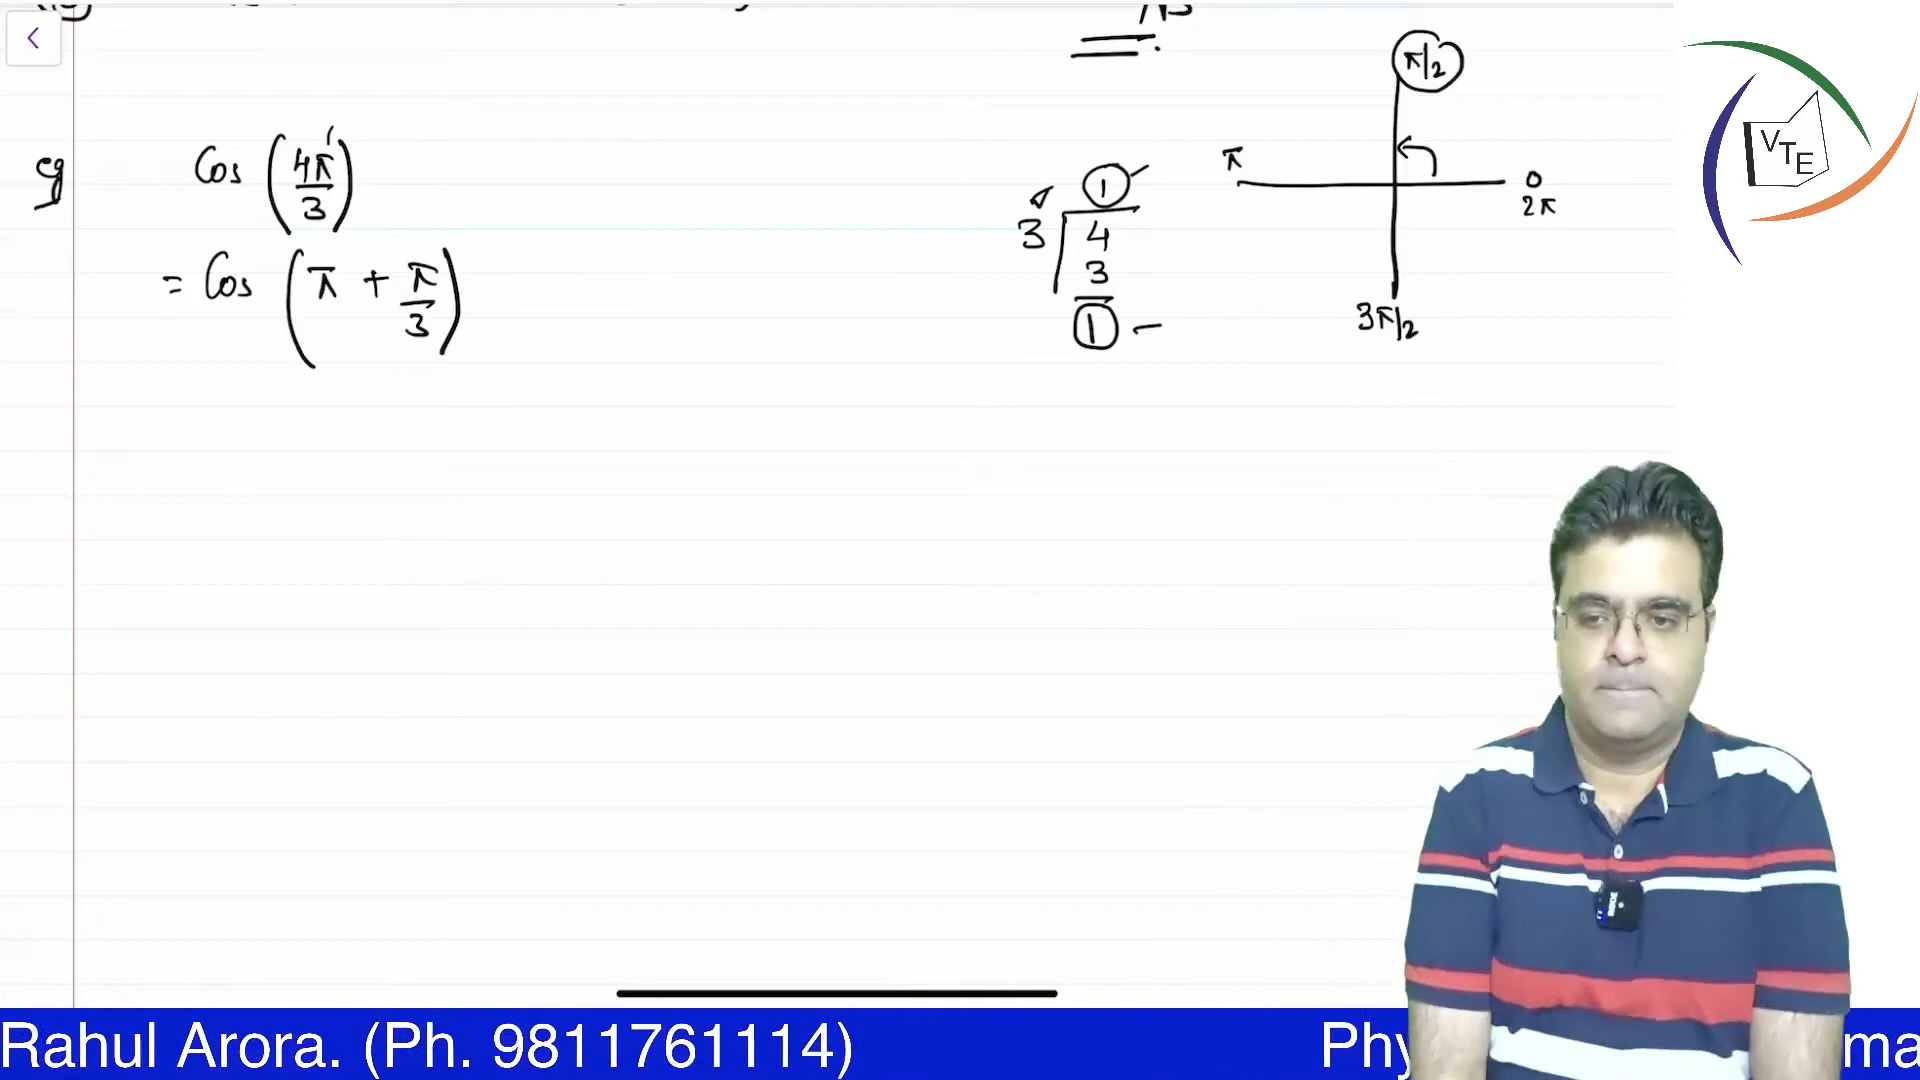 eg cos (4π/3)
= cos (π + π/3)
1
3 4
3
1
π/2
π
0
2π
3π/2
VTE
Rahul Arora. (Ph. 9811761114) Phy ma